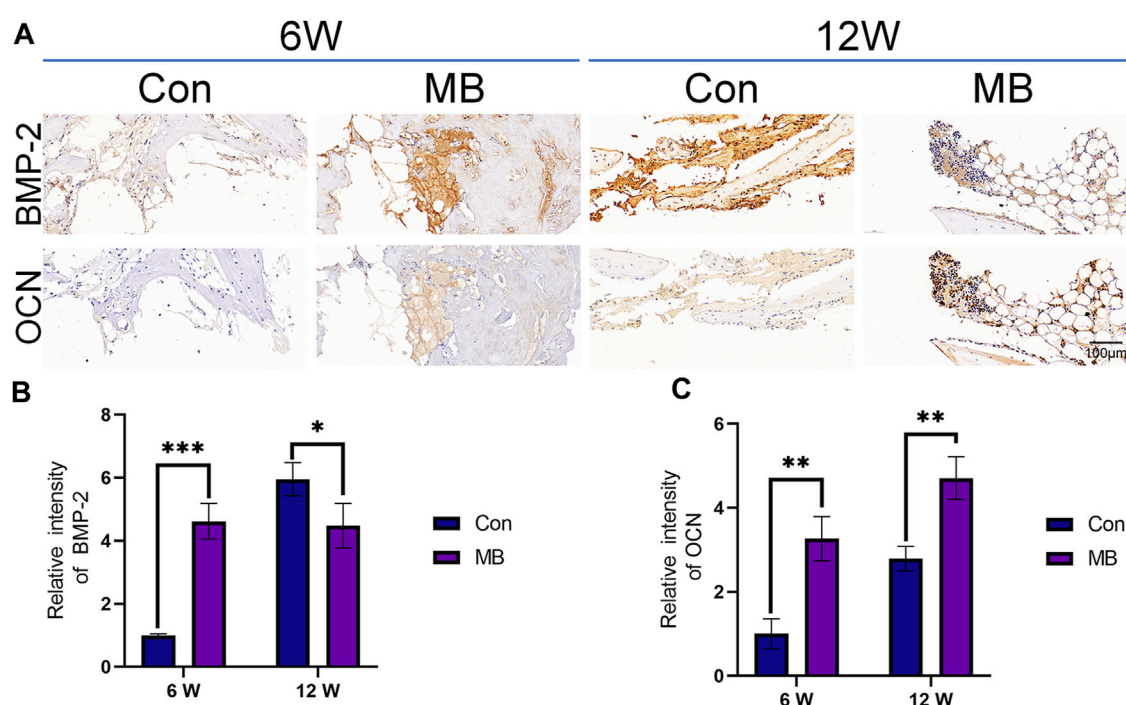 A
6W
12W
Con
MB
Con
MB
BMP-2
OCN
100μm
B
Relative intensity
of BMP-2
8
6
4
2
0
***
*
6 W
12 W
Con
MB
C
Relative intensity
of OCN
6
4
2
0
**
**
6 W
12 W
Con
MB